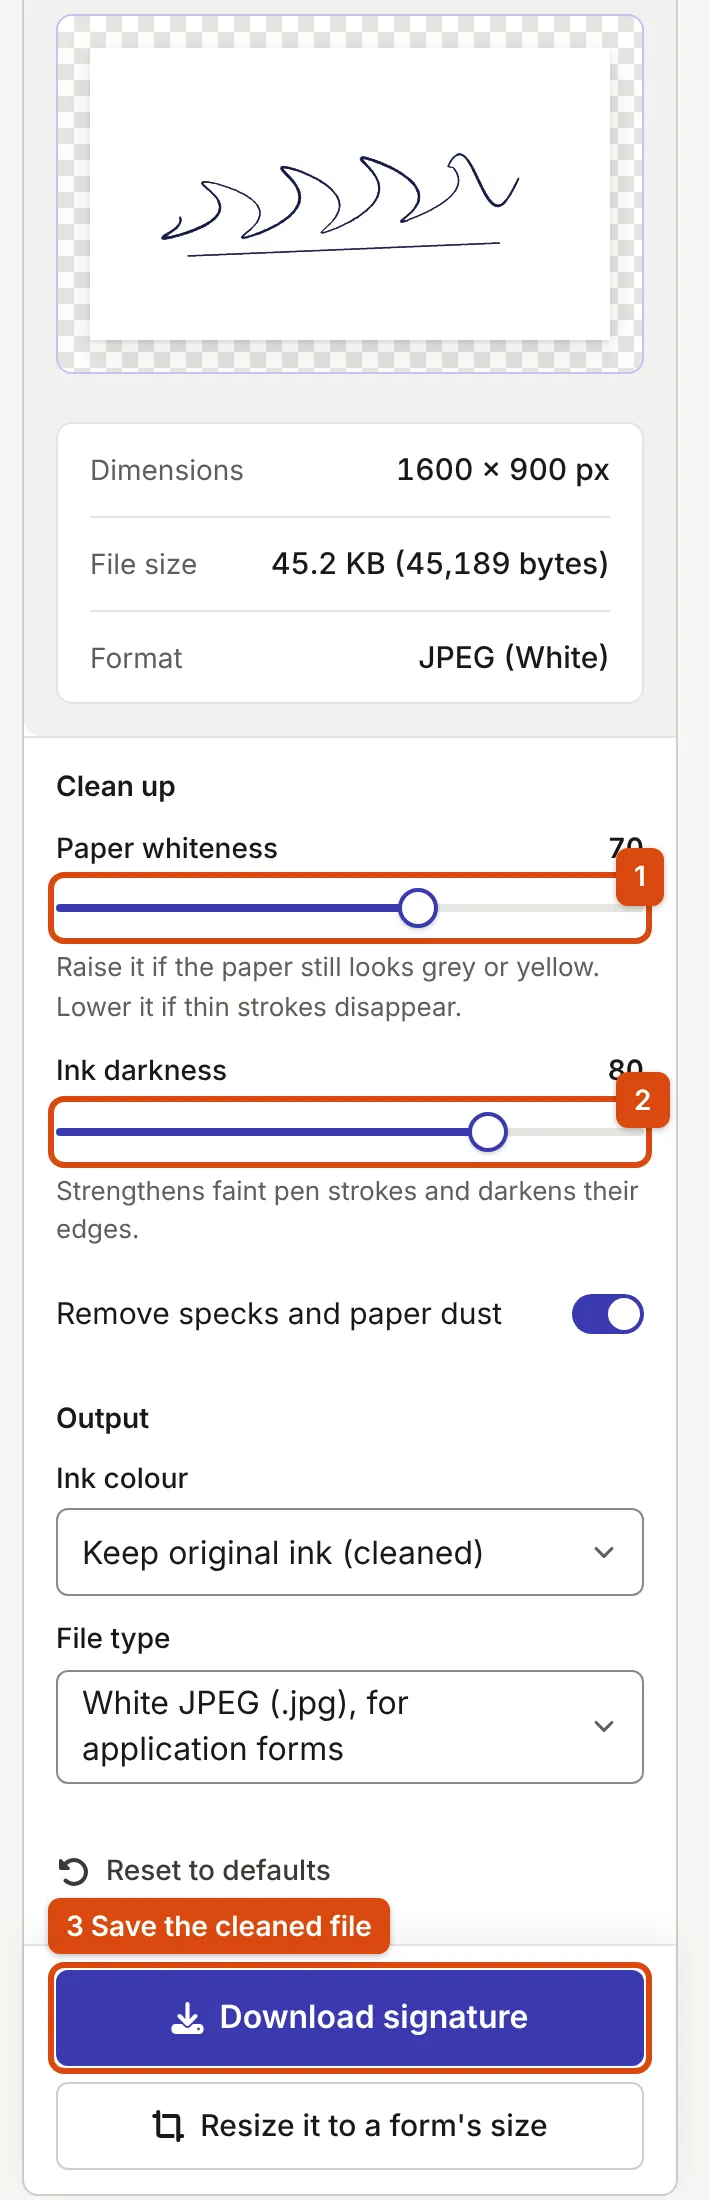 Dimensions 1600 × 900 px
File size 45.2 KB (45,189 bytes)
Format JPEG (White)
Clean up
Paper whiteness 70
1
Raise it if the paper still looks grey or yellow.
Lower it if thin strokes disappear.
Ink darkness 80
2
Strengthens faint pen strokes and darkens their
edges.
Remove specks and paper dust
Output
Ink colour
Keep original ink (cleaned)
File type
White JPEG (.jpg), for
application forms
Reset to defaults
3 Save the cleaned file
Download signature
Resize it to a form's size